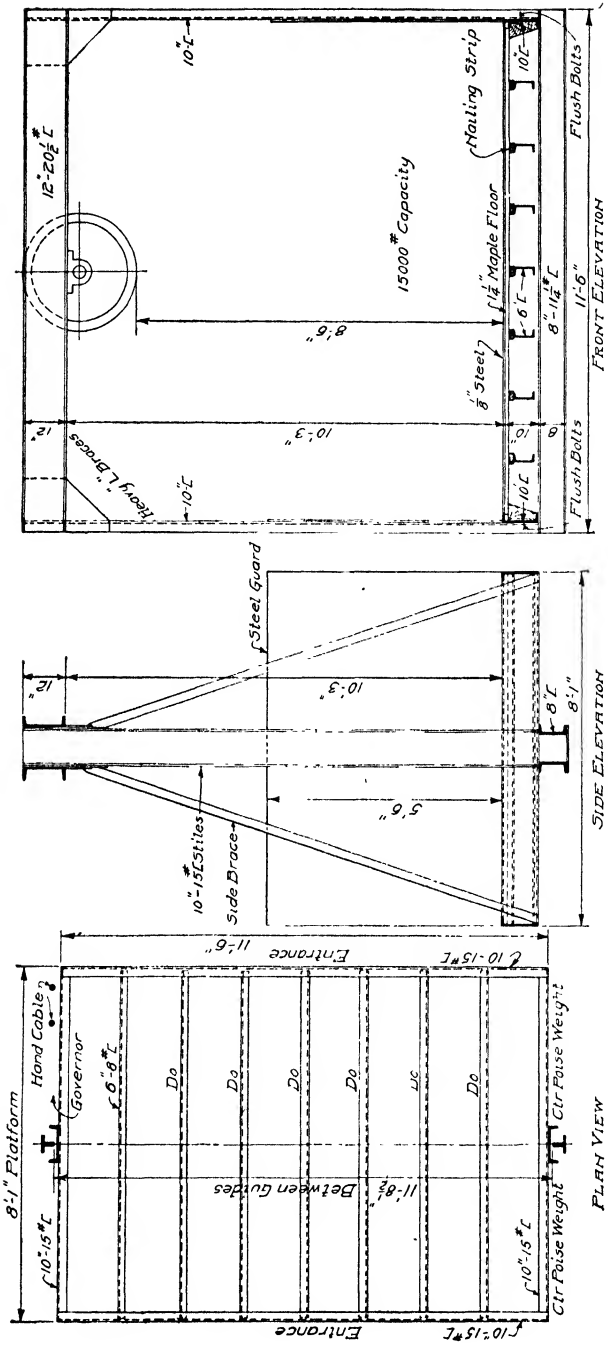 8'-1" Platform
10"-15#[
Hand Cable
Governor
6"-8#[
Do
Do
Do
Do
Do
Do
Entrance
Entrance
11'-6"
11'-8½"
Between Guides
10"-15#[
10"-15#[
10-15#[
Ctr Poise Weight
Ctr Poise Weight
PLAN VIEW
12"
10'-3"
10"-15[# Stiles
Side Brace
Steel Guard
5'6"
8"[
8'-1"
SIDE ELEVATION
12"
12"-20½#[
10"[
10"[
Heavy "L" Braces
10'-3"
8'-6"
15000# Capacity
Nailing Strip
⅛" Steel
1¼" Maple Floor
10"
8
10"[
6"[
10"[
8"-11¼#[
Flush Bolts
Flush Bolts
11'-6"
FRONT ELEVATION